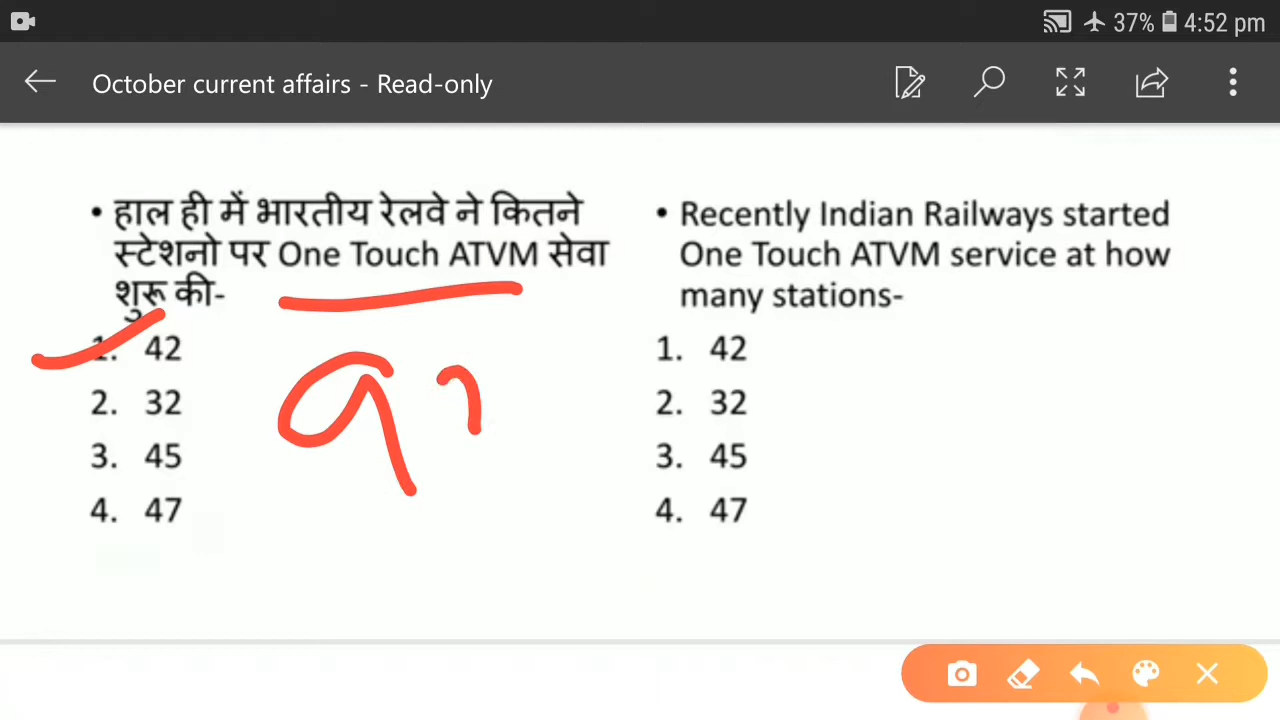 37% 4:52 pm
October current affairs - Read-only
• हाल ही में भारतीय रेलवे ने कितने
स्टेशनो पर One Touch ATVM सेवा
शुरू की-
1. 42
2. 32
3. 45
4. 47
• Recently Indian Railways started
One Touch ATVM service at how
many stations-
1. 42
2. 32
3. 45
4. 47